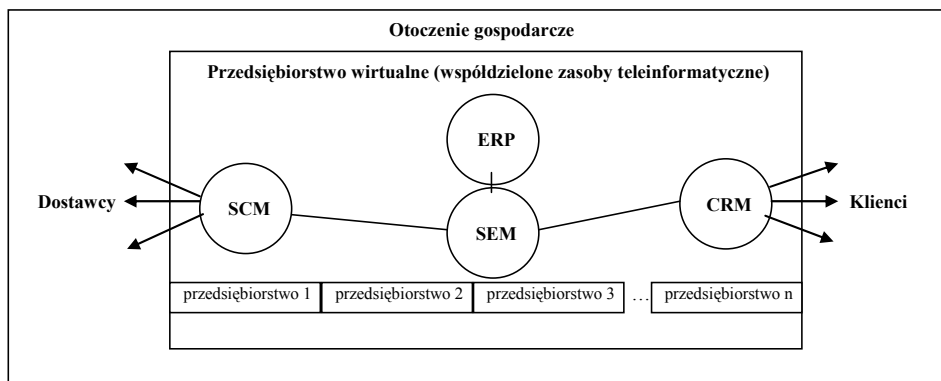 Otoczenie gospodarcze
Przedsiębiorstwo wirtualne (współdzielone zasoby teleinformatyczne)
ERP
Dostawcy
SCM
SEM
CRM
Klienci
przedsiębiorstwo 1
przedsiębiorstwo 2
przedsiębiorstwo 3
…
przedsiębiorstwo n